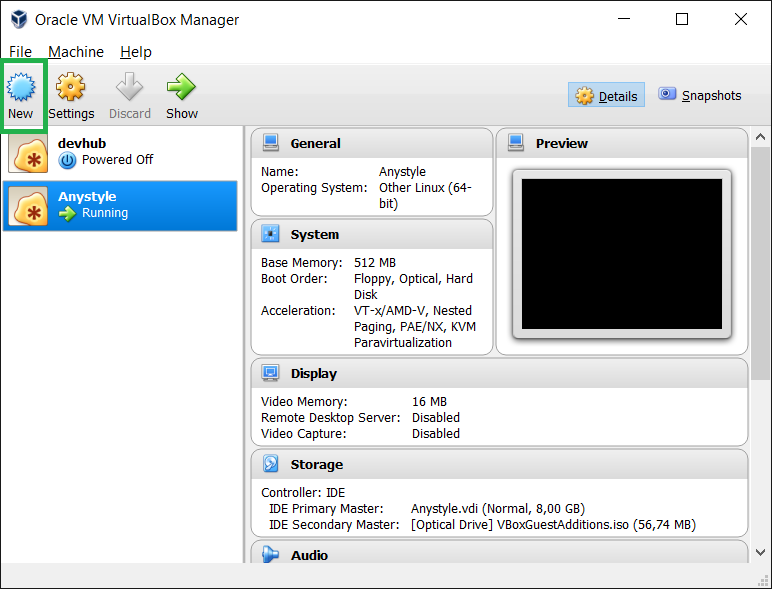 Oracle VM VirtualBox Manager
File Machine Help
New Settings Discard Show Details Snapshots
devhub
Powered Off
Anystyle
Running
General
Name: Anystyle
Operating System: Other Linux (64-
bit)
Preview
System
Base Memory: 512 MB
Boot Order: Floppy, Optical, Hard
Disk
Acceleration: VT-x/AMD-V, Nested
Paging, PAE/NX, KVM
Paravirtualization
Display
Video Memory: 16 MB
Remote Desktop Server: Disabled
Video Capture: Disabled
Storage
Controller: IDE
IDE Primary Master: Anystyle.vdi (Normal, 8,00 GB)
IDE Secondary Master: [Optical Drive] VBoxGuestAdditions.iso (56,74 MB)
Audio